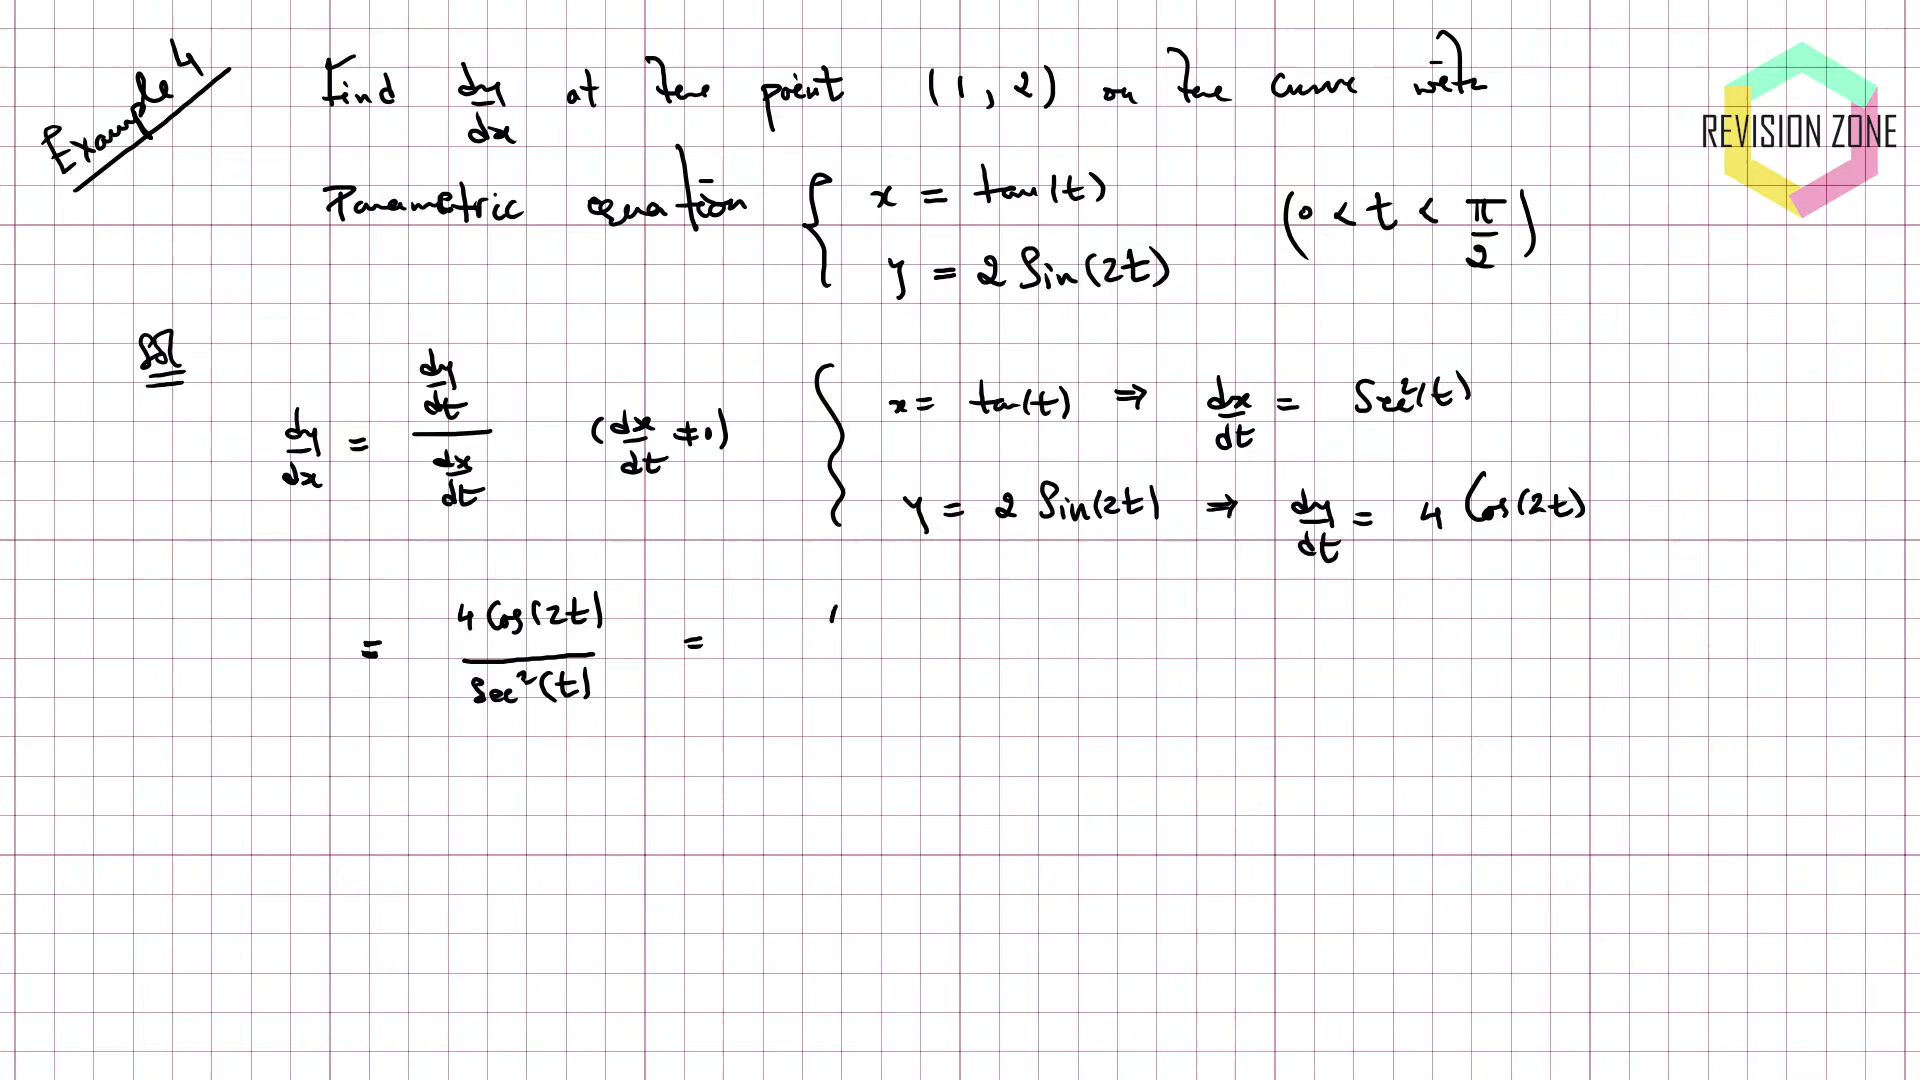 Example 4
Find dy/dx at the point (1, 2) on the curve with
Parametric equation { x = tan(t)
y = 2 Sin(2t)
(0 < t < π/2)
REVISION ZONE
Sol
dy/dx = (dy/dt)/(dx/dt) (dx/dt ≠ 0)
x = tan(t) ⇒ dx/dt = Sec²(t)
y = 2 Sin(2t) ⇒ dy/dt = 4 Cos(2t)
= 4 Cos(2t)/Sec²(t) =